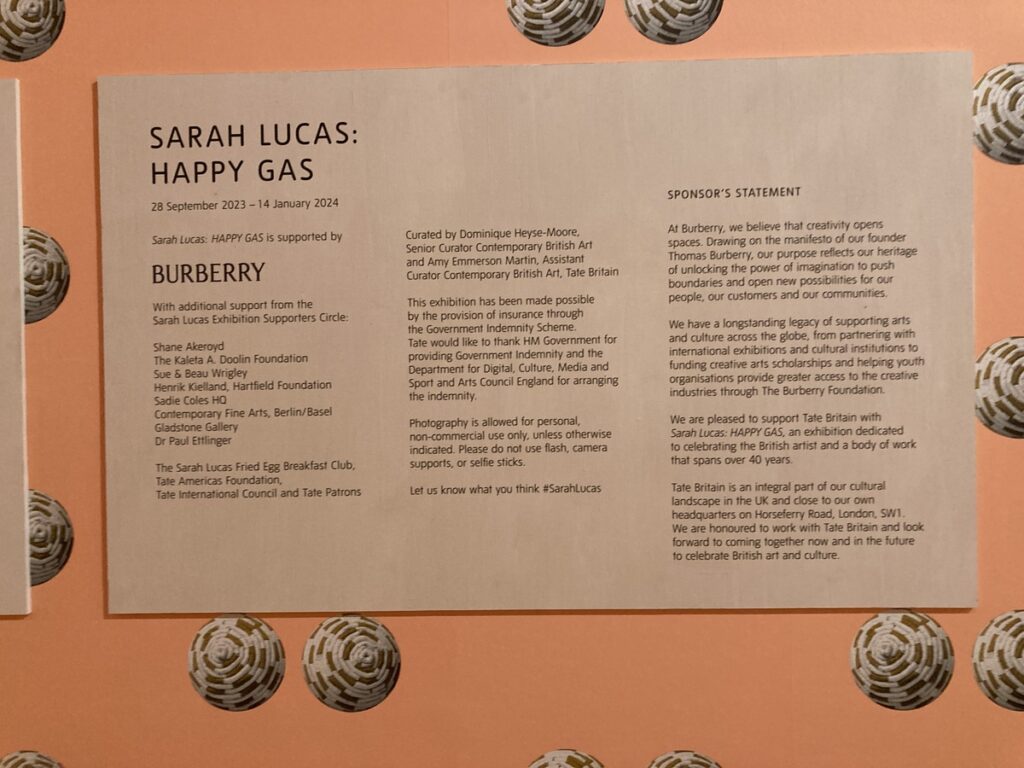 SARAH LUCAS:
HAPPY GAS
28 September 2023 – 14 January 2024
Sarah Lucas: HAPPY GAS is supported by
BURBERRY
With additional support from the
Sarah Lucas Exhibition Supporters Circle:
Shane Akeroyd
The Kaleta A. Doolin Foundation
Sue & Beau Wrigley
Henrik Kielland, Hartfield Foundation
Sadie Coles HQ
Contemporary Fine Arts, Berlin/Basel
Gladstone Gallery
Dr Paul Ettlinger
The Sarah Lucas Fried Egg Breakfast Club,
Tate Americas Foundation,
Tate International Council and Tate Patrons
Curated by Dominique Heyse-Moore,
Senior Curator Contemporary British Art
and Amy Emmerson Martin, Assistant
Curator Contemporary British Art, Tate Britain
This exhibition has been made possible
by the provision of insurance through
the Government Indemnity Scheme.
Tate would like to thank HM Government for
providing Government Indemnity and the
Department for Digital, Culture, Media and
Sport and Arts Council England for arranging
the indemnity.
Photography is allowed for personal,
non-commercial use only, unless otherwise
indicated. Please do not use flash, camera
supports, or selfie sticks.
Let us know what you think #SarahLucas
SPONSOR'S STATEMENT
At Burberry, we believe that creativity opens
spaces. Drawing on the manifesto of our founder
Thomas Burberry, our purpose reflects our heritage
of unlocking the power of imagination to push
boundaries and open new possibilities for our
people, our customers and our communities.
We have a longstanding legacy of supporting arts
and culture across the globe, from partnering with
international exhibitions and cultural institutions to
funding creative arts scholarships and helping youth
organisations provide greater access to the creative
industries through The Burberry Foundation.
We are pleased to support Tate Britain with
Sarah Lucas: HAPPY GAS, an exhibition dedicated
to celebrating the British artist and a body of work
that spans over 40 years.
Tate Britain is an integral part of our cultural
landscape in the UK and close to our own
headquarters on Horseferry Road, London, SW1.
We are honoured to work with Tate Britain and look
forward to coming together now and in the future
to celebrate British art and culture.